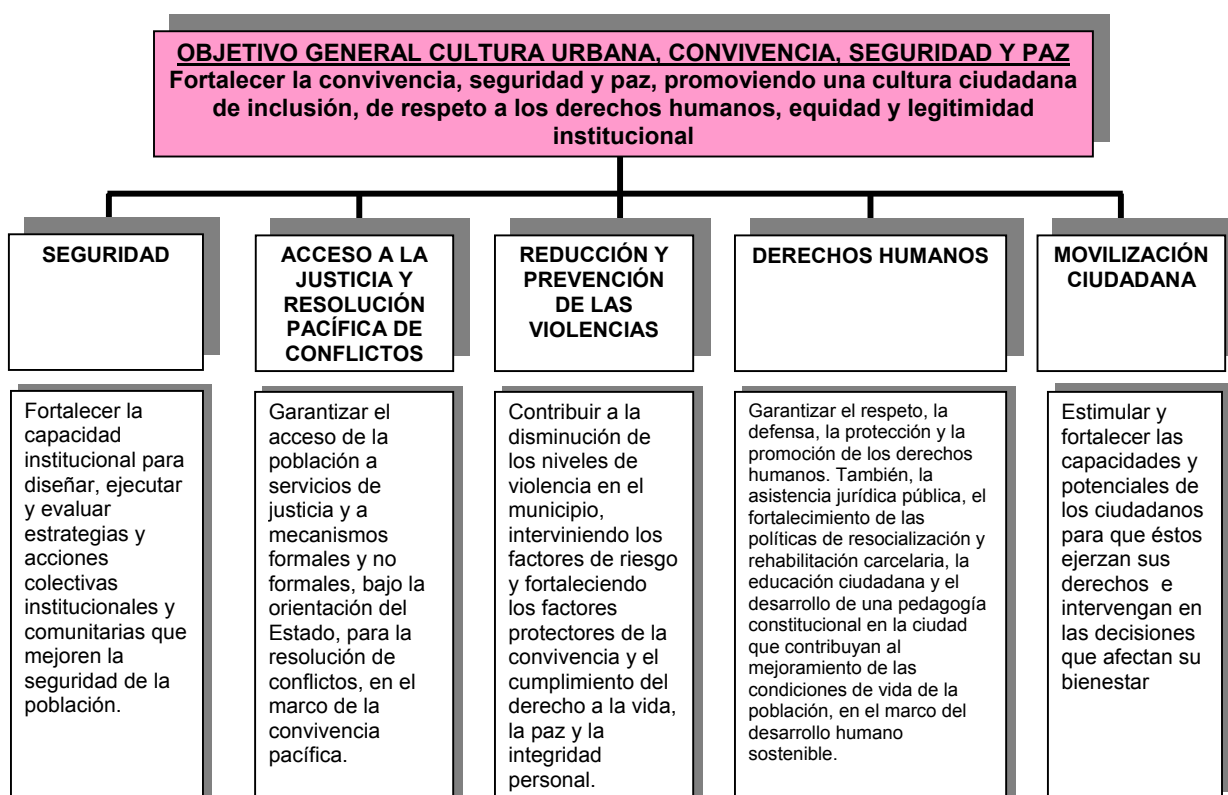 OBJETIVO GENERAL CULTURA URBANA, CONVIVENCIA, SEGURIDAD Y PAZ
Fortalecer la convivencia, seguridad y paz, promoviendo una cultura ciudadana
de inclusión, de respeto a los derechos humanos, equidad y legitimidad
institucional
SEGURIDAD
ACCESO A LA
JUSTICIA Y
RESOLUCIÓN
PACÍFICA DE
CONFLICTOS
REDUCCIÓN Y
PREVENCIÓN
DE LAS
VIOLENCIAS
DERECHOS HUMANOS
MOVILIZACIÓN
CIUDADANA
Fortalecer la
capacidad
institucional para
diseñar, ejecutar
y evaluar
estrategias y
acciones
colectivas
institucionales y
comunitarias que
mejoren la
seguridad de la
población.
Garantizar el
acceso de la
población a
servicios de
justicia y a
mecanismos
formales y no
formales, bajo la
orientación del
Estado, para la
resolución de
conflictos, en el
marco de la
convivencia
pacífica.
Contribuir a la
disminución de
los niveles de
violencia en el
municipio,
interviniendo los
factores de riesgo
y fortaleciendo
los factores
protectores de la
convivencia y el
cumplimiento del
derecho a la vida,
la paz y la
integridad
personal.
Garantizar el respeto, la
defensa, la protección y la
promoción de los derechos
humanos. También, la
asistencia jurídica pública, el
fortalecimiento de las
políticas de resocialización y
rehabilitación carcelaria, la
educación ciudadana y el
desarrollo de una pedagogía
constitucional en la ciudad
que contribuyan al
mejoramiento de las
condiciones de vida de la
población, en el marco del
desarrollo humano
sostenible.
Estimular y
fortalecer las
capacidades y
potenciales de
los ciudadanos
para que éstos
ejerzan sus
derechos e
intervengan en
las decisiones
que afectan su
bienestar